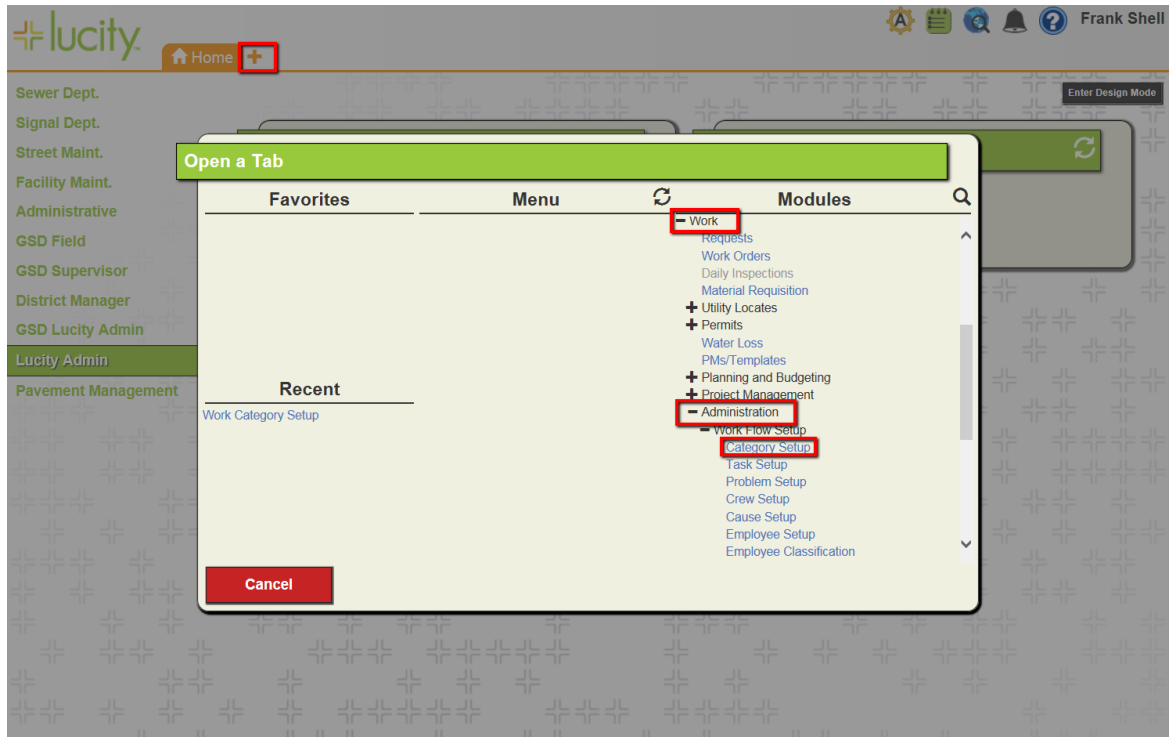 lucity
Frank Shell
Home
Enter Design Mode
Sewer Dept.
Signal Dept.
Street Maint.
Facility Maint.
Administrative
GSD Field
GSD Supervisor
District Manager
GSD Lucity Admin
Lucity Admin
Pavement Management
Open a Tab
Favorites
Recent
Work Category Setup
Menu
Modules
Work
Requests
Work Orders
Daily Inspections
Material Requisition
Utility Locates
Permits
Water Loss
PMs/Templates
Planning and Budgeting
Project Management
Administration
Work Flow Setup
Category Setup
Task Setup
Problem Setup
Crew Setup
Cause Setup
Employee Setup
Employee Classification
Cancel